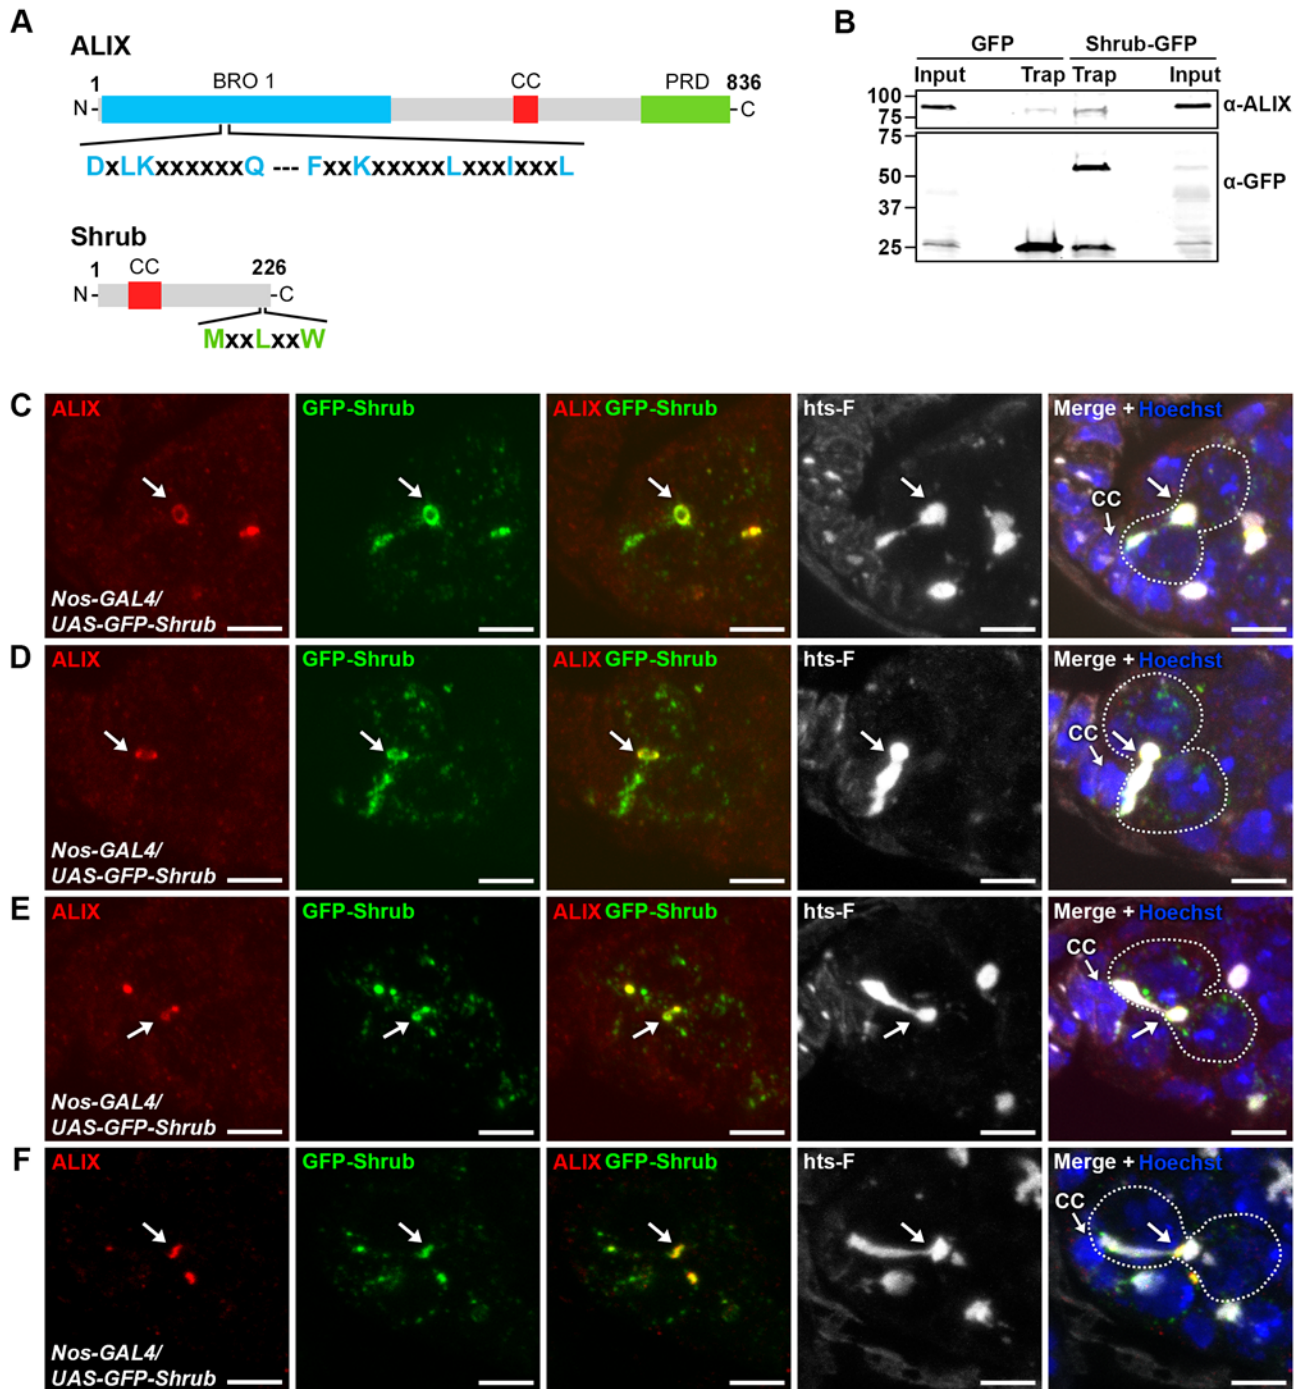 A
ALIX
1 BRO 1 CC PRD 836
N- -C
DxLKxxxxxxQ --- FxxKxxxxxLxxxIxxxL
Shrub
1 CC 226
N- -C
MxxLxxW
B
GFP Shrub-GFP
Input Trap Trap Input
100
75
α-ALIX
75
50
37
25
α-GFP
C
ALIX
GFP-Shrub
ALIX GFP-Shrub
hts-F
Merge + Hoechst
CC
Nos-GAL4/
UAS-GFP-Shrub
D
ALIX
GFP-Shrub
ALIX GFP-Shrub
hts-F
Merge + Hoechst
CC
Nos-GAL4/
UAS-GFP-Shrub
E
ALIX
GFP-Shrub
ALIX GFP-Shrub
hts-F
Merge + Hoechst
CC
Nos-GAL4/
UAS-GFP-Shrub
F
ALIX
GFP-Shrub
ALIX GFP-Shrub
hts-F
Merge + Hoechst
CC
Nos-GAL4/
UAS-GFP-Shrub